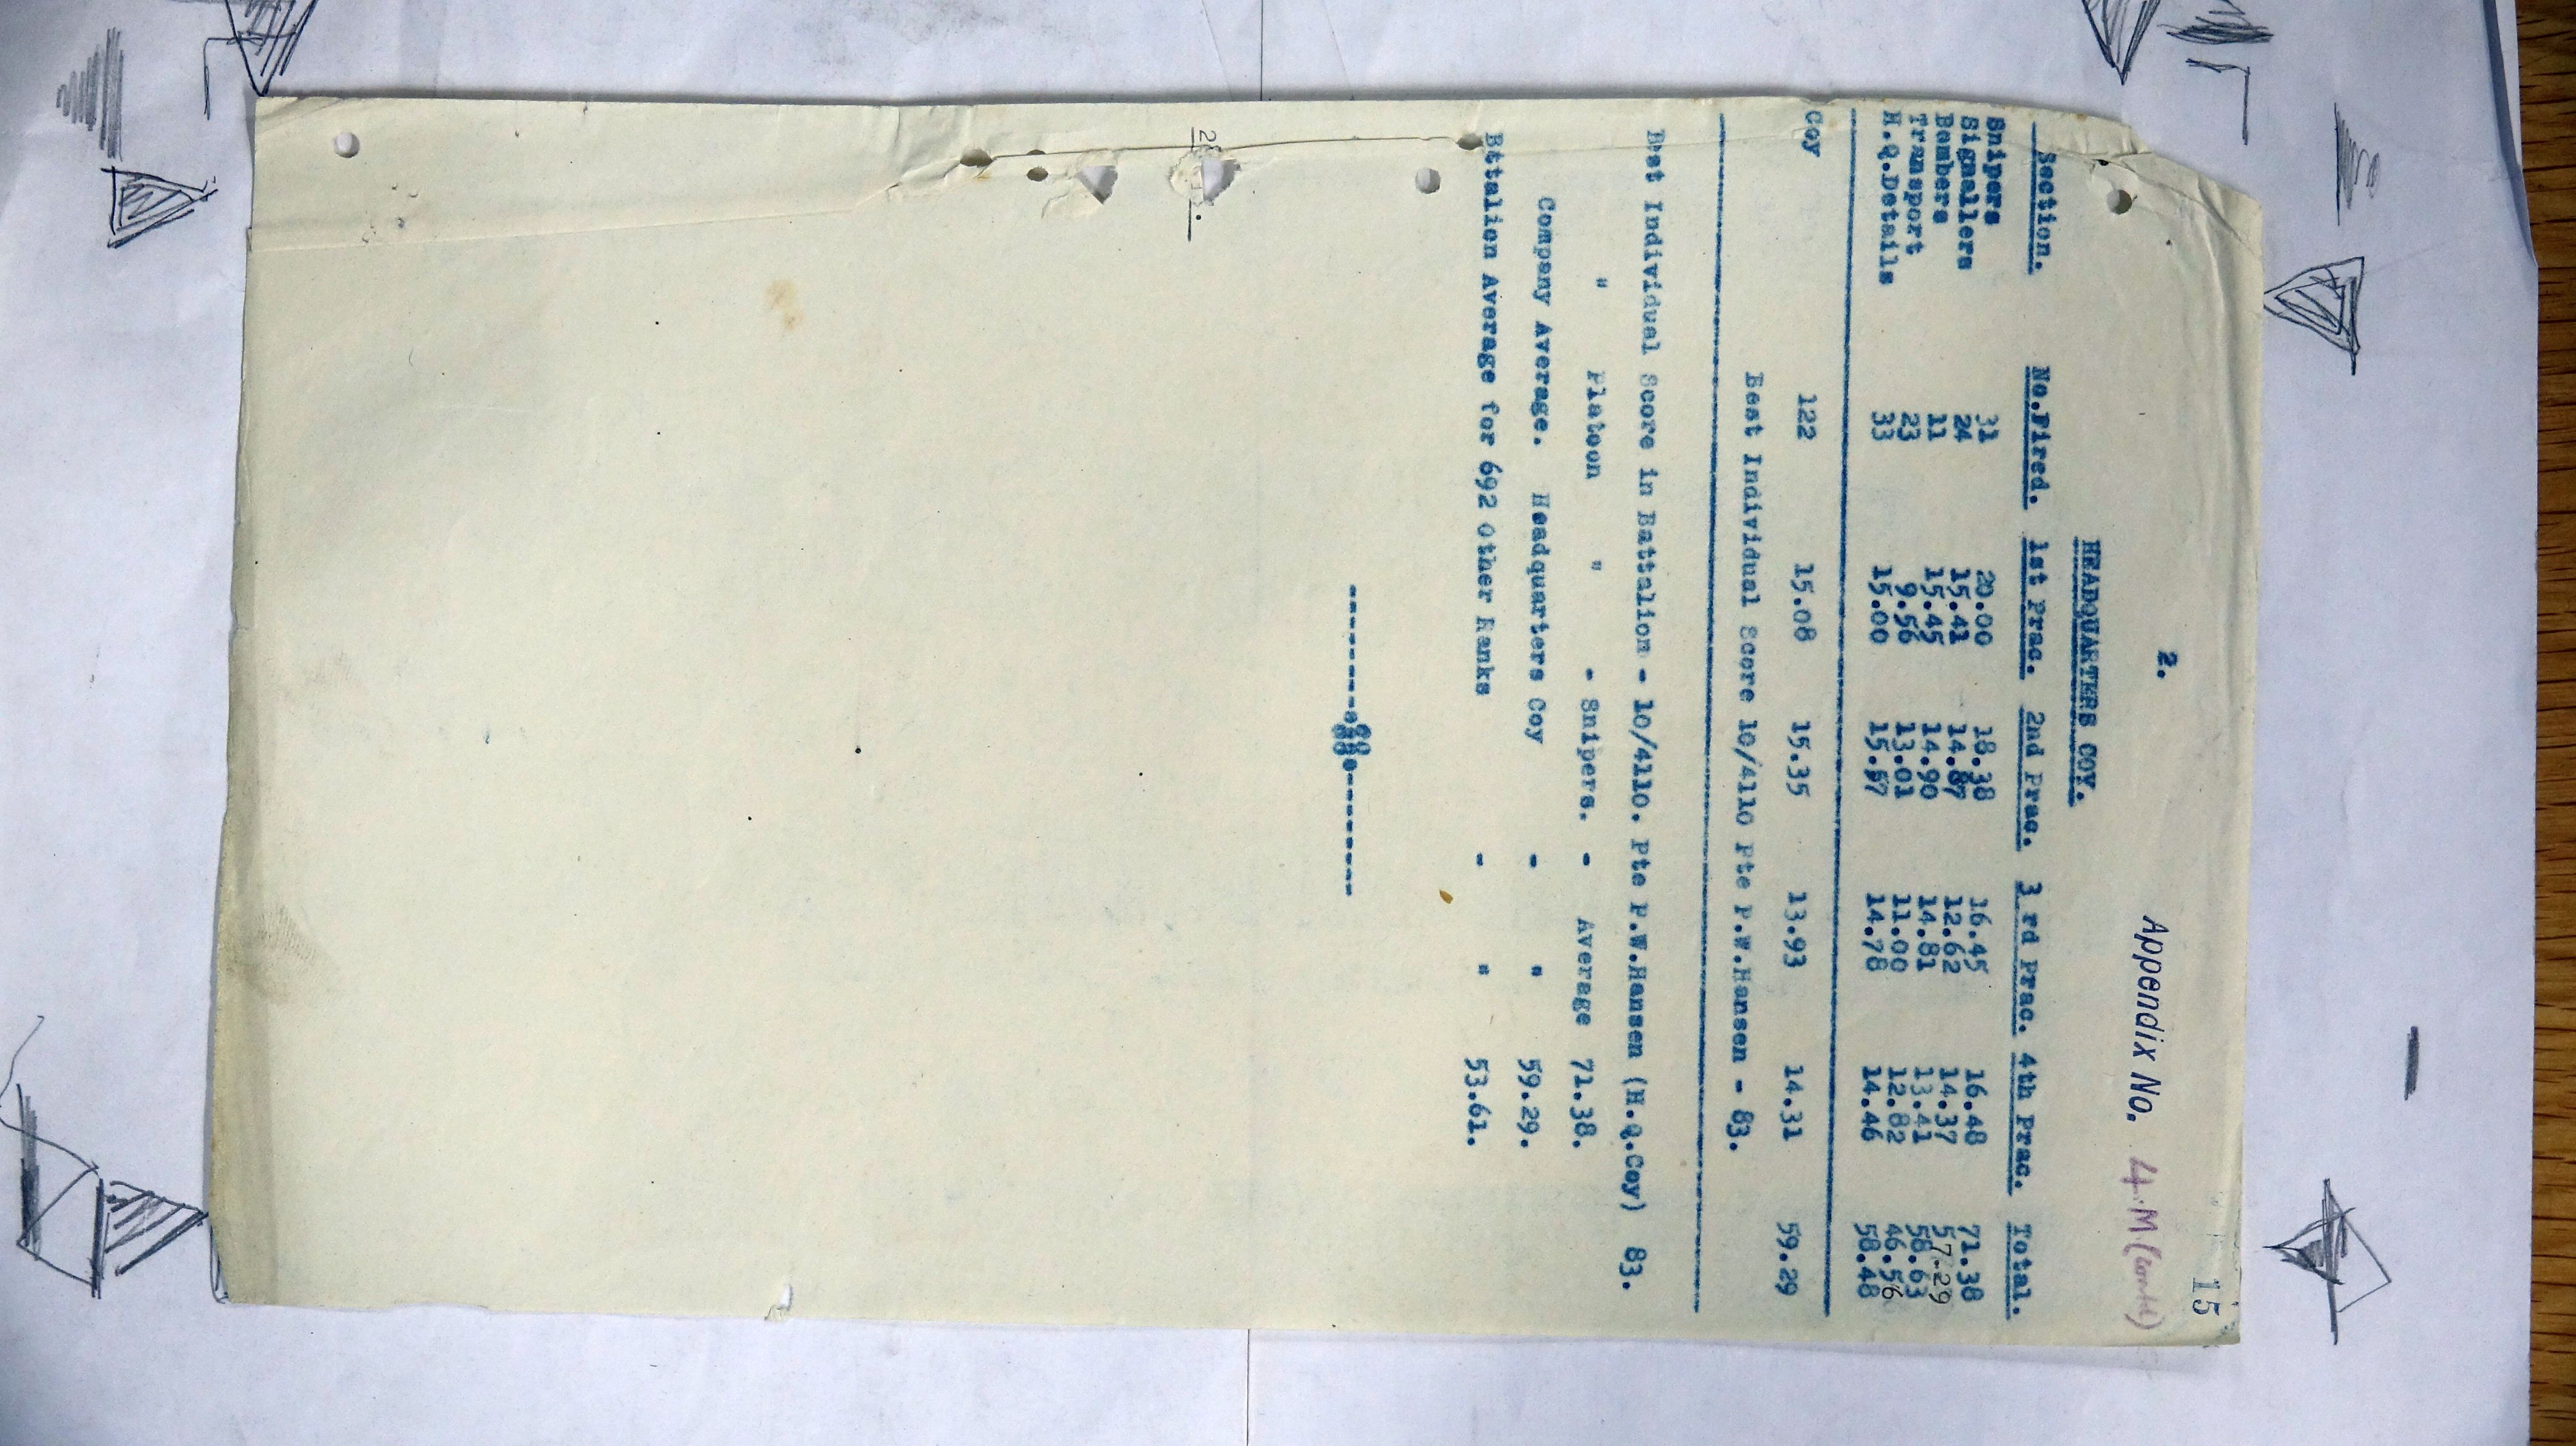 15
2.
Appendix No. 4.M (contd)
HEADQUARTERS COY.
Section. No.Fired. 1st Prac. 2nd Prac. 3 rd Prac. 4th Prac. Total.
Snipers 31 20.00 18.38 16.45 16.48 71.38
Signallers 24 15.41 14.87 12.62 14.37 57.29
Bombers 11 15.45 14.90 14.81 13.41 58.63
Transport 23 9.56 13.01 11.00 12.82 46.56
H.Q.Details 33 15.00 15.57 14.78 14.46 58.48
Coy 122 15.08 15.35 13.93 14.31 59.29
Best Individual Score 10/4110 Pte P.W.Hansen - 83.
Best Individual Score in Battalion - 10/4110. Pte P.W.Hansen (H.Q.Coy) 83.
" Platoon " - Snipers. - Average 71.38.
Company Average. Headquarters Coy - " 59.29.
Battalion Average for 692 Other Ranks - " 53.61.